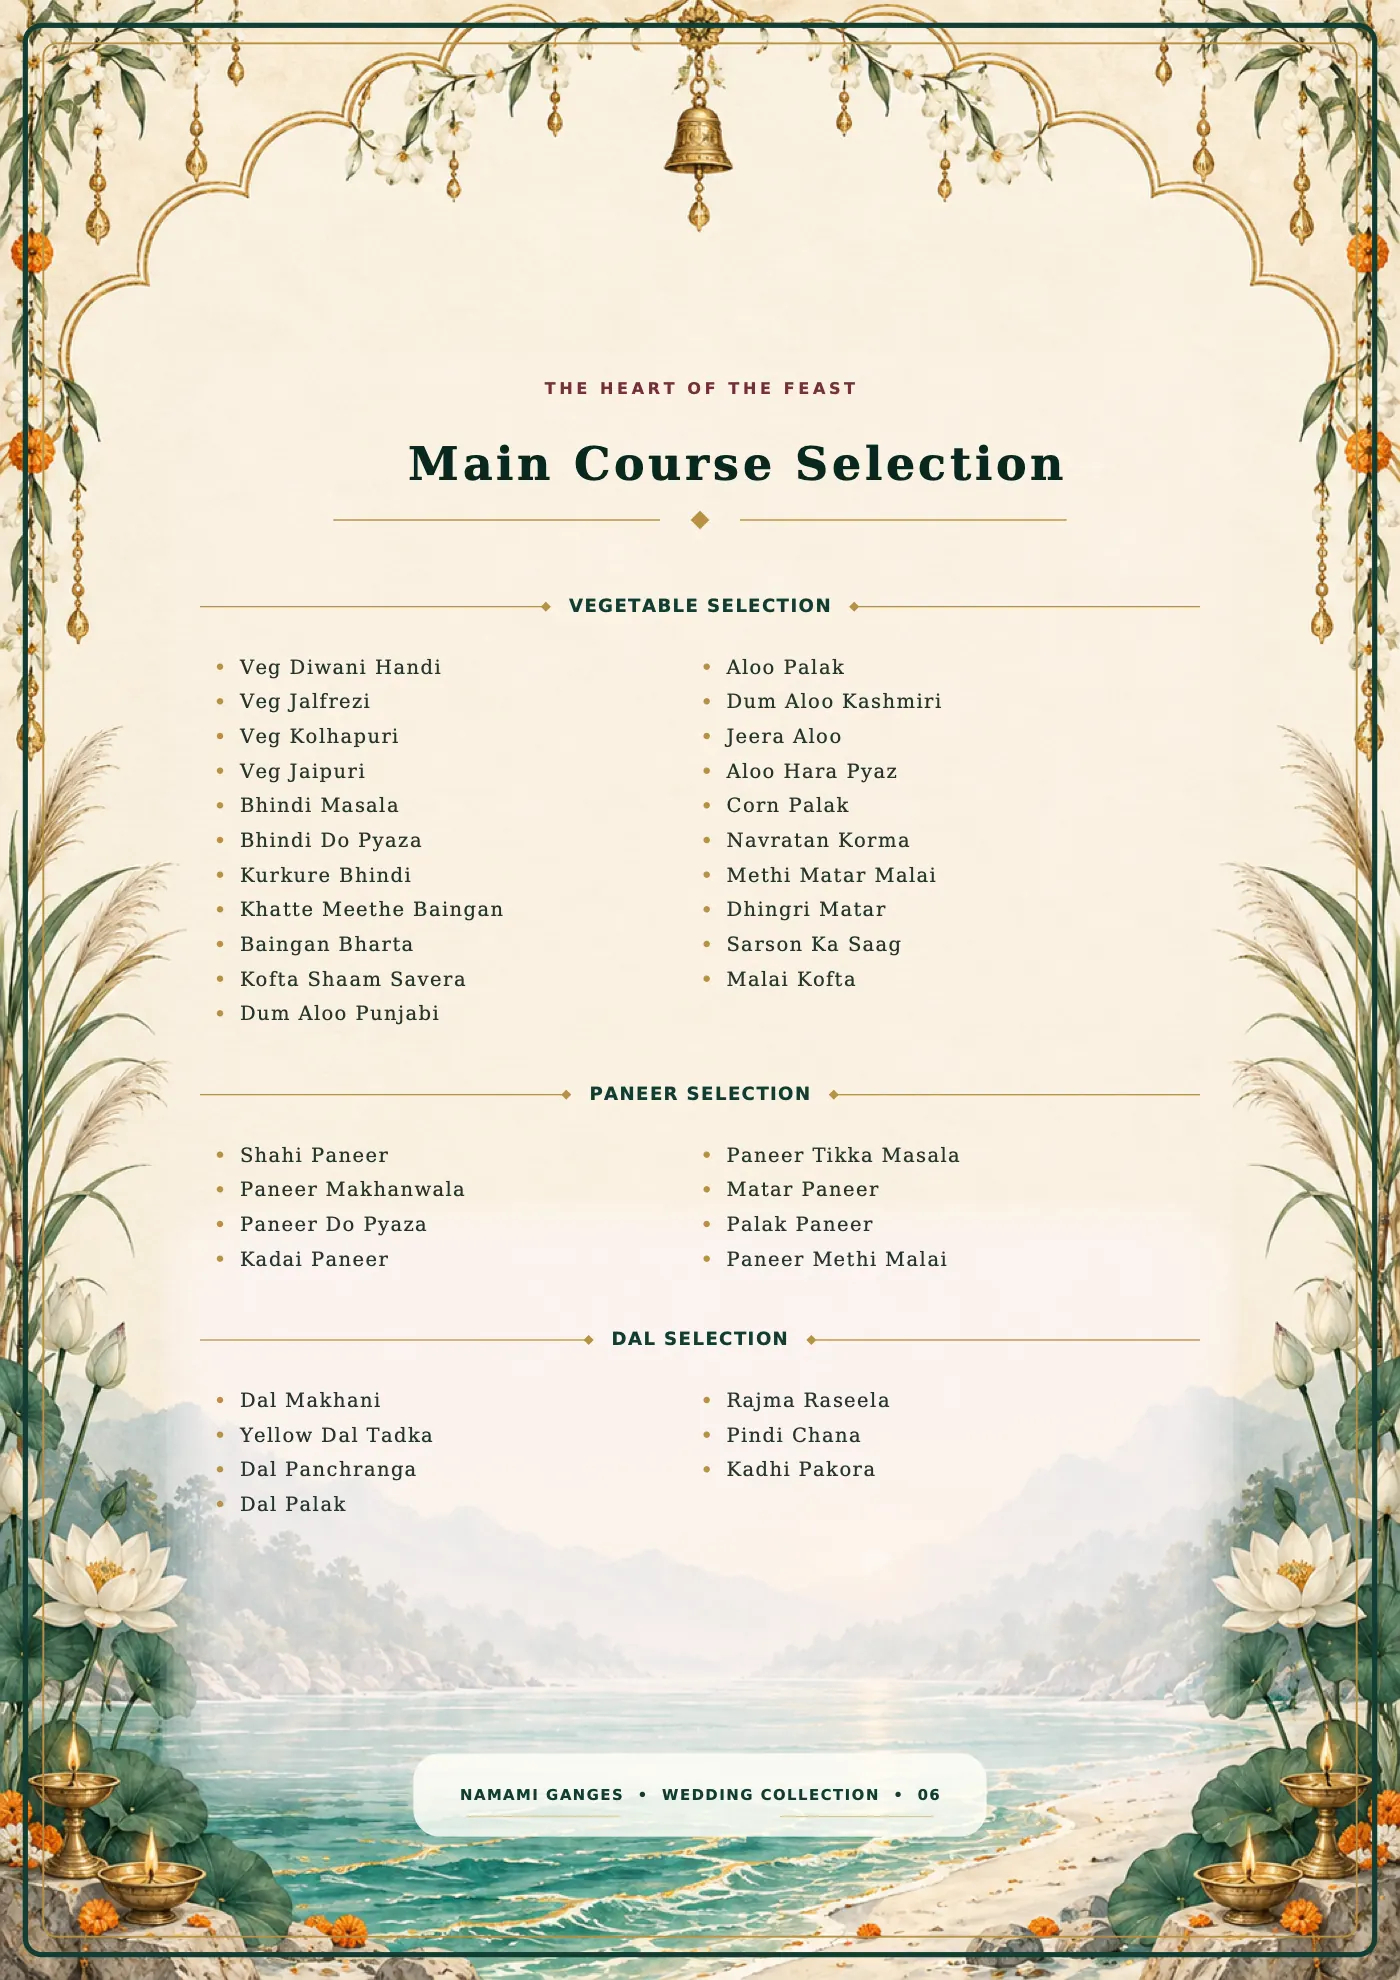 THE HEART OF THE FEAST
Main Course Selection
VEGETABLE SELECTION
• Veg Diwani Handi
• Veg Jalfrezi
• Veg Kolhapuri
• Veg Jaipuri
• Bhindi Masala
• Bhindi Do Pyaza
• Kurkure Bhindi
• Khatte Meethe Baingan
• Baingan Bharta
• Kofta Shaam Savera
• Dum Aloo Punjabi
• Aloo Palak
• Dum Aloo Kashmiri
• Jeera Aloo
• Aloo Hara Pyaz
• Corn Palak
• Navratan Korma
• Methi Matar Malai
• Dhingri Matar
• Sarson Ka Saag
• Malai Kofta
PANEER SELECTION
• Shahi Paneer
• Paneer Makhanwala
• Paneer Do Pyaza
• Kadai Paneer
• Paneer Tikka Masala
• Matar Paneer
• Palak Paneer
• Paneer Methi Malai
DAL SELECTION
• Dal Makhani
• Yellow Dal Tadka
• Dal Panchranga
• Dal Palak
• Rajma Raseela
• Pindi Chana
• Kadhi Pakora
NAMAMI GANGES • WEDDING COLLECTION • 06